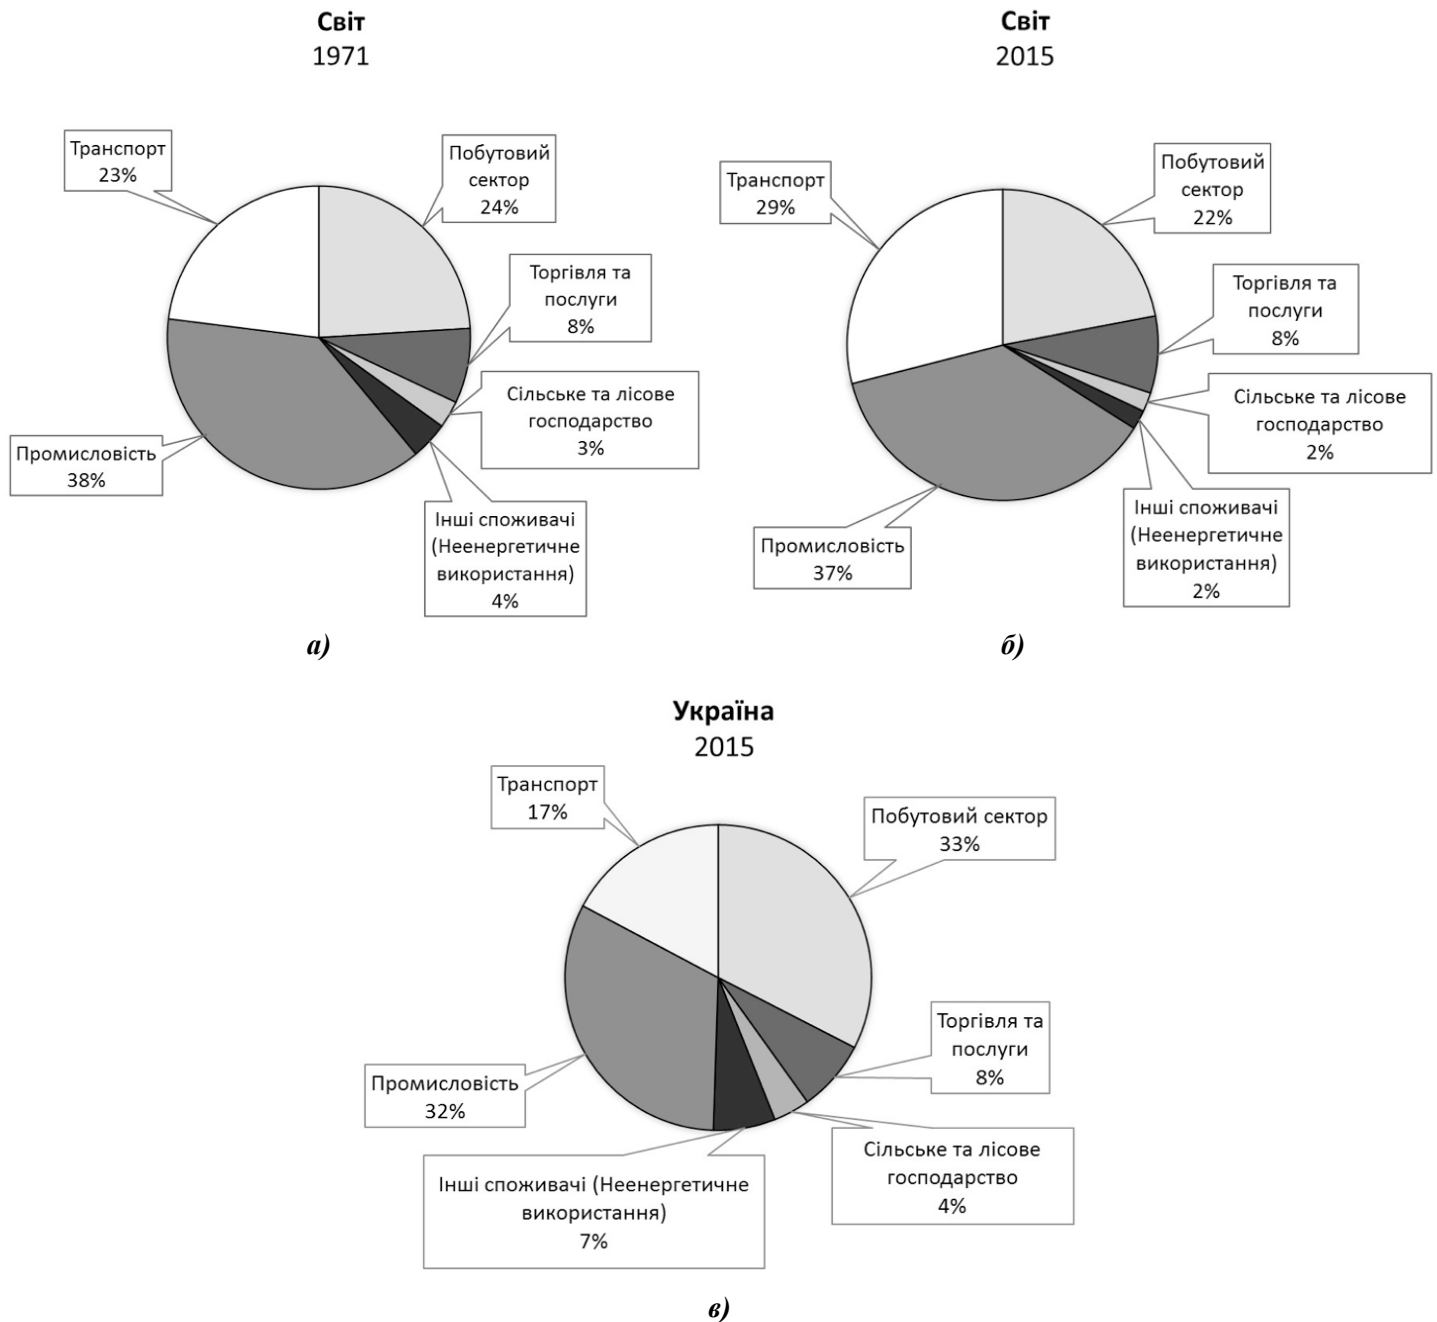 Світ
1971
Транспорт
23%
Побутовий
сектор
24%
Торгівля та
послуги
8%
Сільське та лісове
господарство
3%
Інші споживачі
(Неенергетичне
використання)
4%
Промисловість
38%
а)
Світ
2015
Транспорт
29%
Побутовий
сектор
22%
Торгівля та
послуги
8%
Сільське та лісове
господарство
2%
Інші споживачі
(Неенергетичне
використання)
2%
Промисловість
37%
б)
Україна
2015
Транспорт
17%
Побутовий сектор
33%
Торгівля та
послуги
8%
Сільське та лісове
господарство
4%
Інші споживачі (Неенергетичне
використання)
7%
Промисловість
32%
в)